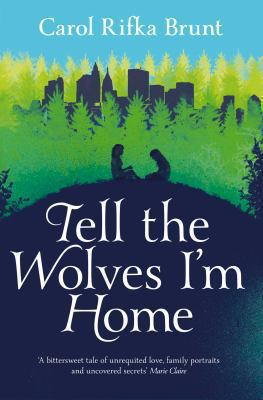 Carol Rifka Brunt
Tell the
Wolves I'm
Home
'A bittersweet tale of unrequited love, family portraits
and uncovered secrets' Marie Claire